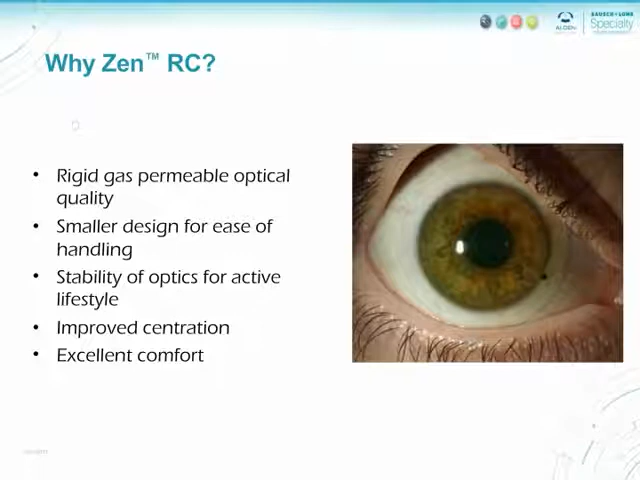 BAUSCH + LOMB
Specialty
Why Zen™ RC?
• Rigid gas permeable optical
quality
• Smaller design for ease of
handling
• Stability of optics for active
lifestyle
• Improved centration
• Excellent comfort